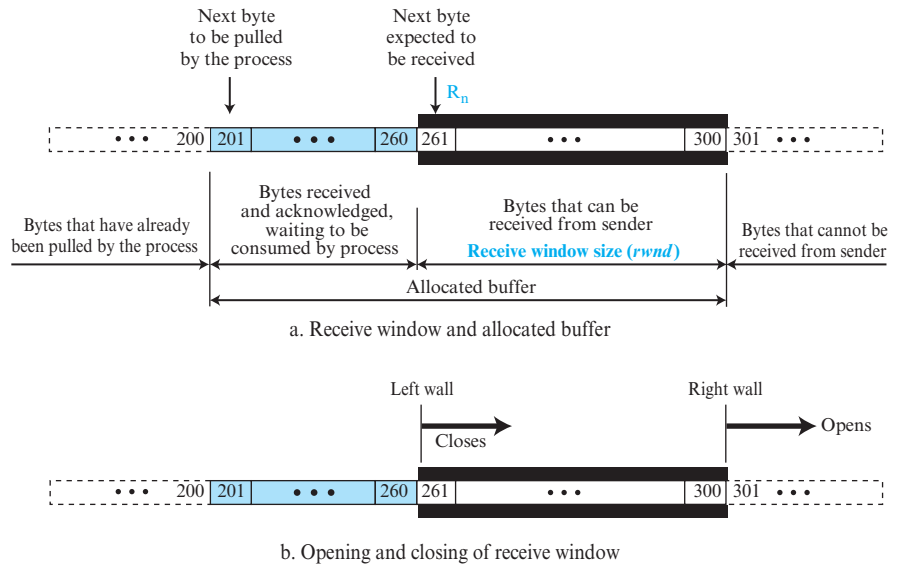 Next byte
to be pulled
by the process
Next byte
expected to
be received
Rn
••• 200 201 ••• 260 261 ••• 300 301 •••
Bytes that have already
been pulled by the process
Bytes received
and acknowledged,
waiting to be
consumed by process
Bytes that can be
received from sender
Receive window size (rwnd)
Bytes that cannot be
received from sender
Allocated buffer
a. Receive window and allocated buffer
Left wall
Right wall
Closes
Opens
••• 200 201 ••• 260 261 ••• 300 301 •••
b. Opening and closing of receive window